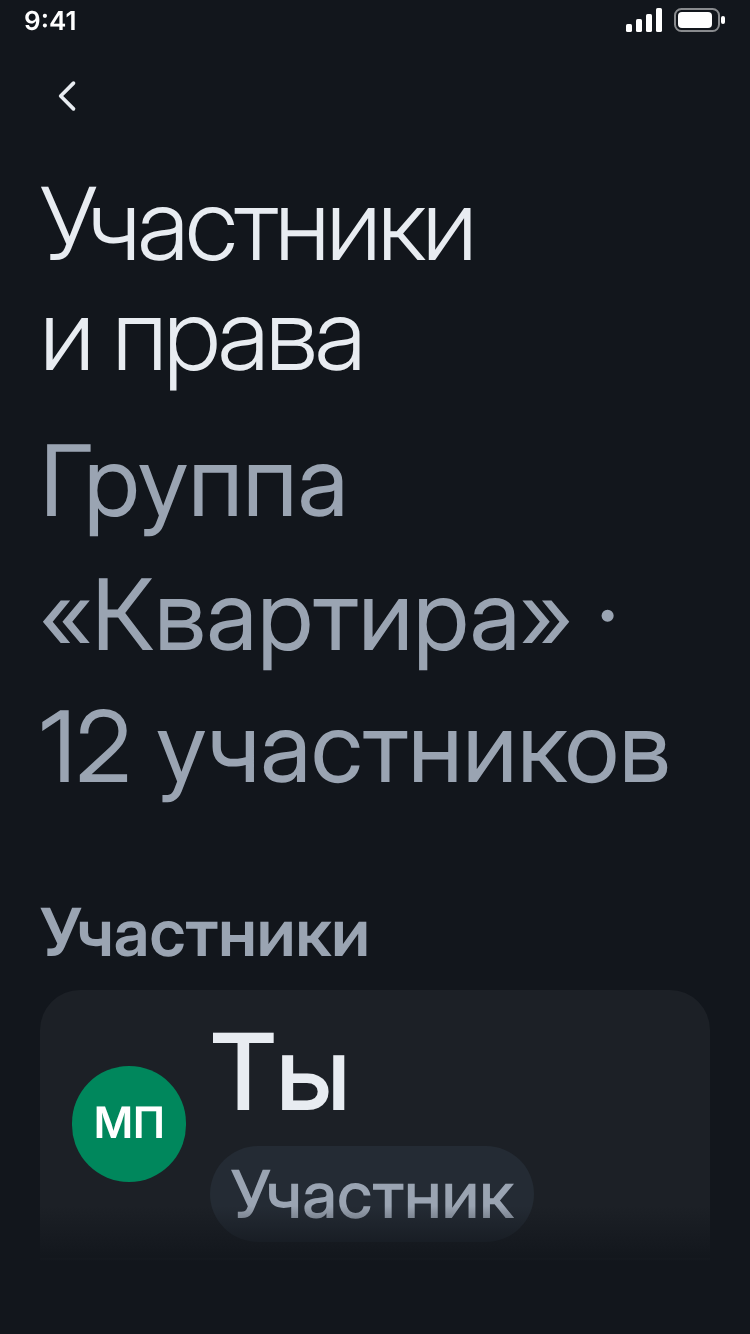 9:41
Участники
и права
Группа
«Квартира» ·
12 участников
Участники
Ты
МП
Участник